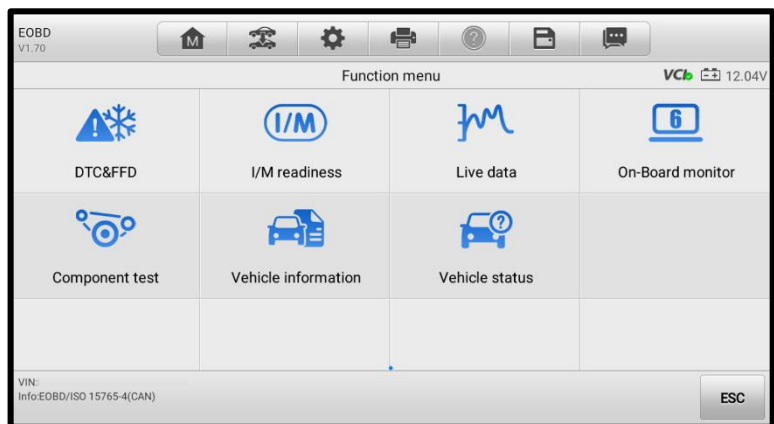 EOBD
V1.70
M
?
Function menu
VCI
12.04V
I/M
6
DTC&FFD
I/M readiness
Live data
On-Board monitor
?
Component test
Vehicle information
Vehicle status
VIN:
Info:EOBD/ISO 15765-4(CAN)
ESC